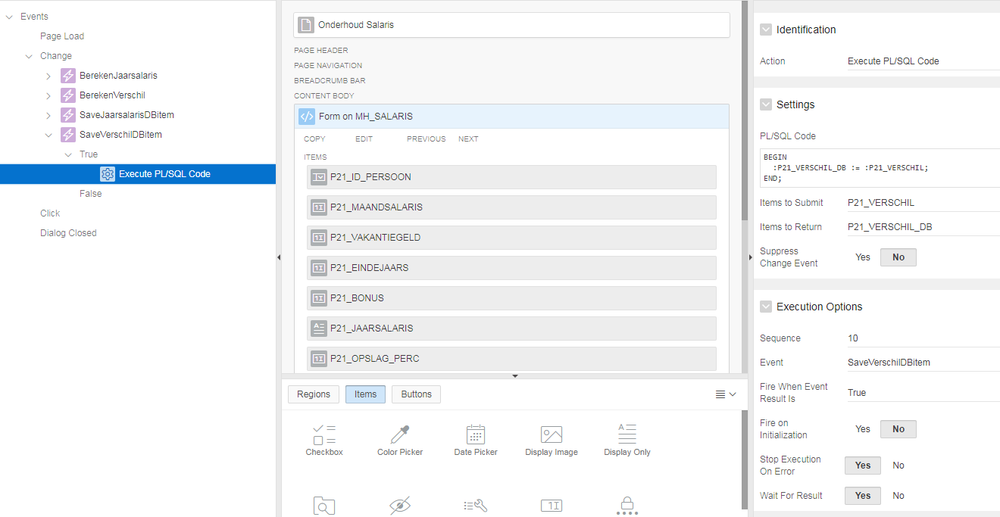 Events
Page Load
Change
BerekenJaarsalaris
BerekenVerschil
SaveJaarsalarisDBitem
SaveVerschilDBitem
True
Execute PL/SQL Code
False
Click
Dialog Closed
Onderhoud Salaris
PAGE HEADER
PAGE NAVIGATION
BREADCRUMB BAR
CONTENT BODY
Form on MH_SALARIS
COPY EDIT PREVIOUS NEXT
ITEMS
P21_ID_PERSOON
P21_MAANDSALARIS
P21_VAKANTIEGELD
P21_EINDEJAARS
P21_BONUS
P21_JAARSALARIS
P21_OPSLAG_PERC
Regions Items Buttons
Checkbox Color Picker Date Picker Display Image Display Only
Identification
Action Execute PL/SQL Code
Settings
PL/SQL Code
BEGIN
:P21_VERSCHIL_DB := :P21_VERSCHIL;
END;
Items to Submit P21_VERSCHIL
Items to Return P21_VERSCHIL_DB
Suppress
Change Event Yes No
Execution Options
Sequence 10
Event SaveVerschilDBitem
Fire When Event
Result Is True
Fire on
Initialization Yes No
Stop Execution
On Error Yes No
Wait For Result Yes No